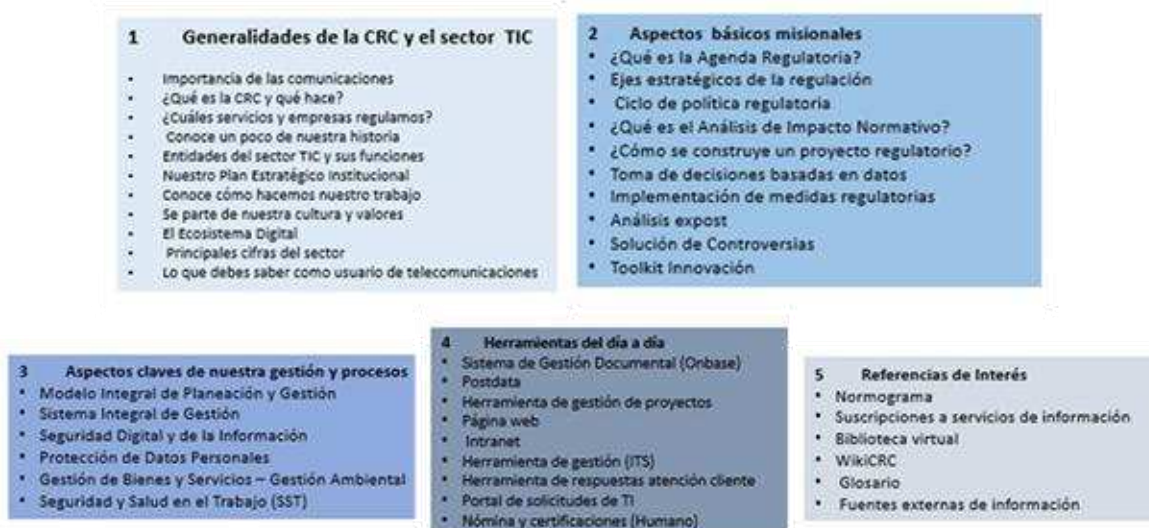 1 Generalidades de la CRC y el sector TIC
• Importancia de las comunicaciones
• ¿Qué es la CRC y qué hace?
• ¿Cuáles servicios y empresas regulamos?
• Conoce un poco de nuestra historia
• Entidades del sector TIC y sus funciones
• Nuestro Plan Estratégico Institucional
• Conoce cómo hacemos nuestro trabajo
• Se parte de nuestra cultura y valores
• El Ecosistema Digital
• Principales cifras del sector
• Lo que debes saber como usuario de telecomunicaciones
2 Aspectos básicos misionales
• ¿Qué es la Agenda Regulatoria?
• Ejes estratégicos de la regulación
• Ciclo de política regulatoria
• ¿Qué es el Análisis de Impacto Normativo?
• ¿Cómo se construye un proyecto regulatorio?
• Toma de decisiones basadas en datos
• Implementación de medidas regulatorias
• Análisis expost
• Solución de Controversias
• Toolkit Innovación
3 Aspectos claves de nuestra gestión y procesos
• Modelo Integral de Planeación y Gestión
• Sistema Integral de Gestión
• Seguridad Digital y de la Información
• Protección de Datos Personales
• Gestión de Bienes y Servicios – Gestión Ambiental
• Seguridad y Salud en el Trabajo (SST)
4 Herramientas del día a día
• Sistema de Gestión Documental (Onbase)
• Postdata
• Herramienta de gestión de proyectos
• Página web
• Intranet
• Herramienta de gestión (ITS)
• Herramienta de respuestas atención cliente
• Portal de solicitudes de TI
• Nómina y certificaciones (Humano)
5 Referencias de Interés
• Normograma
• Suscripciones a servicios de información
• Biblioteca virtual
• WikiCRC
• Glosario
• Fuentes externas de información